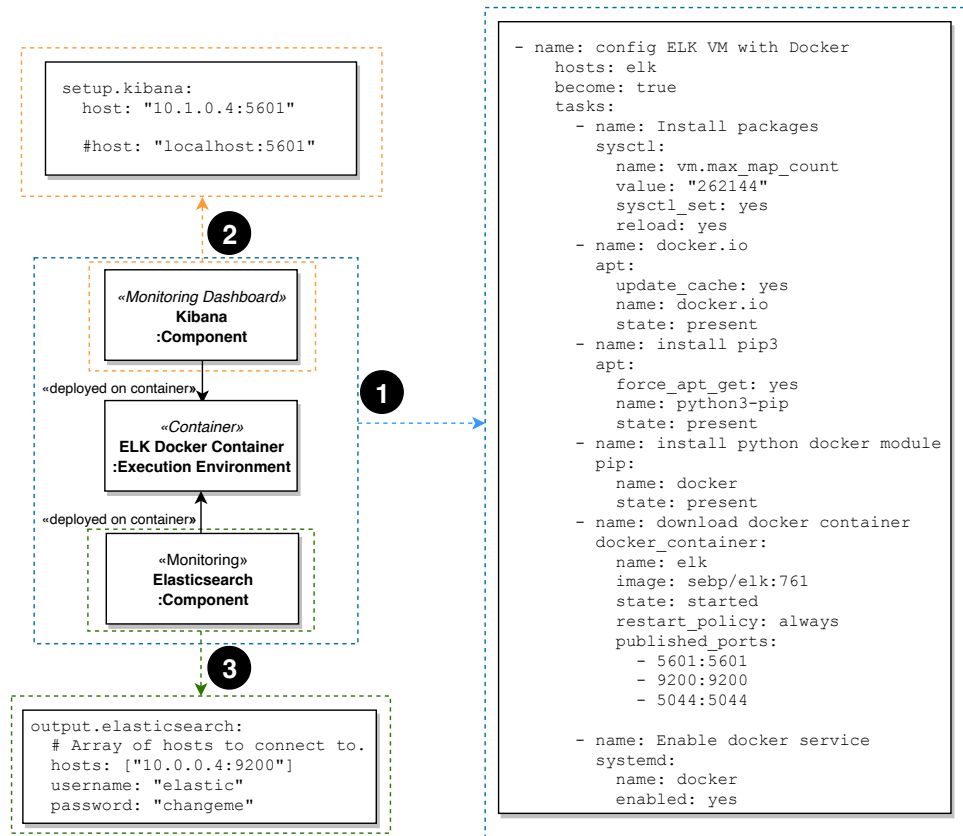 setup.kibana:
  host: "10.1.0.4:5601"
  #host: "localhost:5601"
2
«Monitoring Dashboard»
Kibana
:Component
«deployed on container»
«Container»
ELK Docker Container
:Execution Environment
«deployed on container»
«Monitoring»
Elasticsearch
:Component
3
output.elasticsearch:
  # Array of hosts to connect to.
  hosts: ["10.0.0.4:9200"]
  username: "elastic"
  password: "changeme"
1
- name: config ELK VM with Docker
    hosts: elk
    become: true
    tasks:
      - name: Install packages
        sysctl:
          name: vm.max_map_count
          value: "262144"
          sysctl_set: yes
          reload: yes
      - name: docker.io
        apt:
          update_cache: yes
          name: docker.io
          state: present
      - name: install pip3
        apt:
          force_apt_get: yes
          name: python3-pip
          state: present
      - name: install python docker module
        pip:
          name: docker
          state: present
      - name: download docker container
        docker_container:
          name: elk
          image: sebp/elk:761
          state: started
          restart_policy: always
          published_ports:
            - 5601:5601
            - 9200:9200
            - 5044:5044
      - name: Enable docker service
        systemd:
          name: docker
          enabled: yes